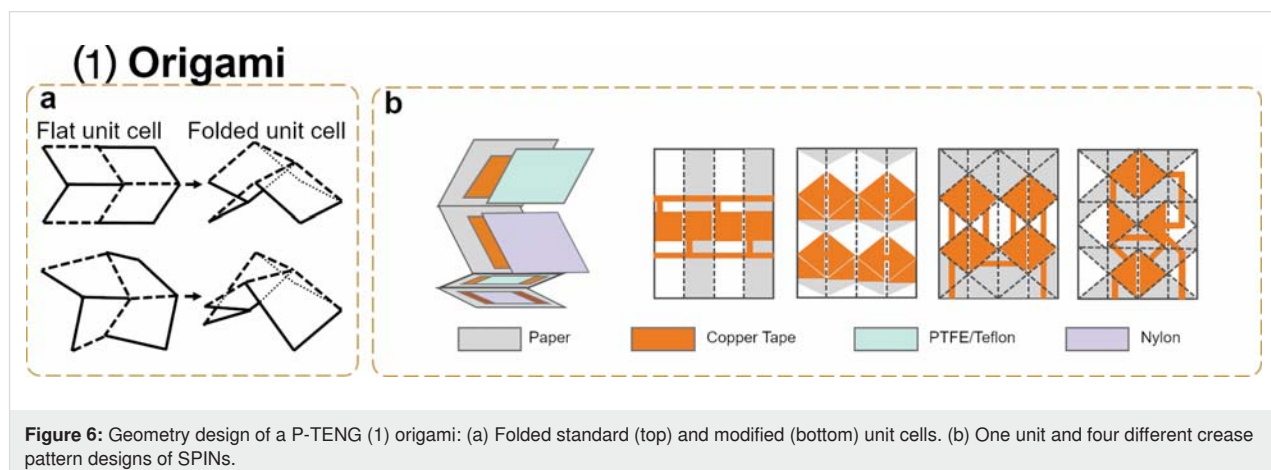 (1) Origami
a
Flat unit cell Folded unit cell
b
Paper Copper Tape PTFE/Teflon Nylon
Figure 6: Geometry design of a P-TENG (1) origami: (a) Folded standard (top) and modified (bottom) unit cells. (b) One unit and four different crease
pattern designs of SPINs.